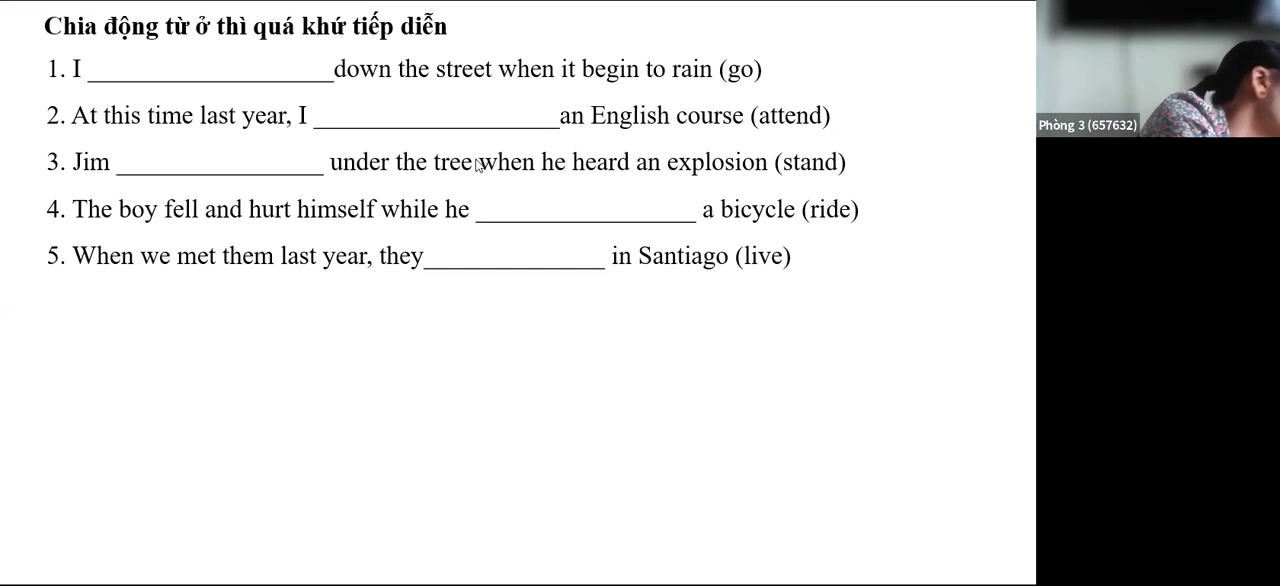 Chia động từ ở thì quá khứ tiếp diễn
1. I ____________________down the street when it begin to rain (go)
2. At this time last year, I ____________________an English course (attend)
3. Jim _________________ under the tree when he heard an explosion (stand)
4. The boy fell and hurt himself while he __________________ a bicycle (ride)
5. When we met them last year, they_______________ in Santiago (live)
Phòng 3 (657632)